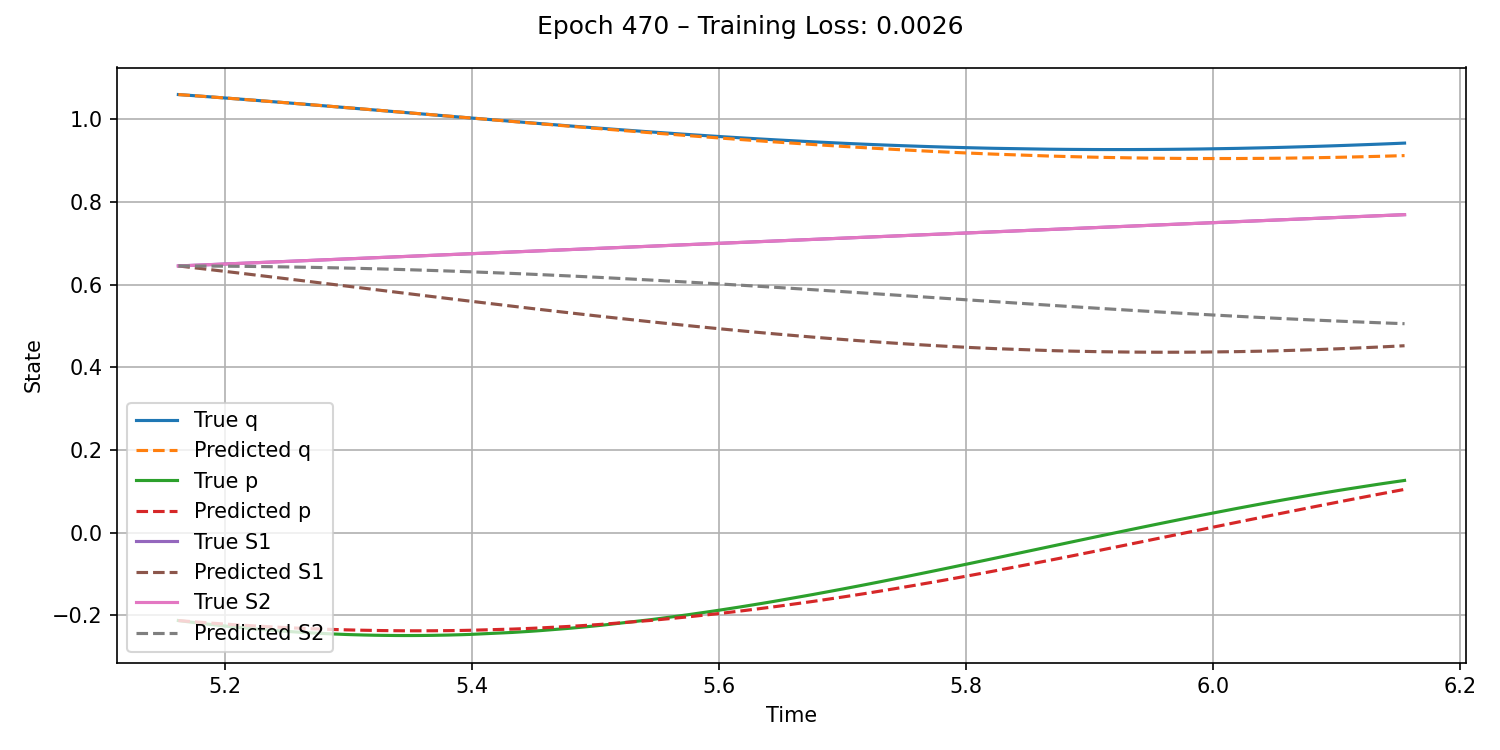 Epoch 470 – Training Loss: 0.0026
State
1.0
0.8
0.6
0.4
0.2
0.0
−0.2
True q
Predicted q
True p
Predicted p
True S1
Predicted S1
True S2
Predicted S2
5.2 5.4 5.6 5.8 6.0 6.2
Time